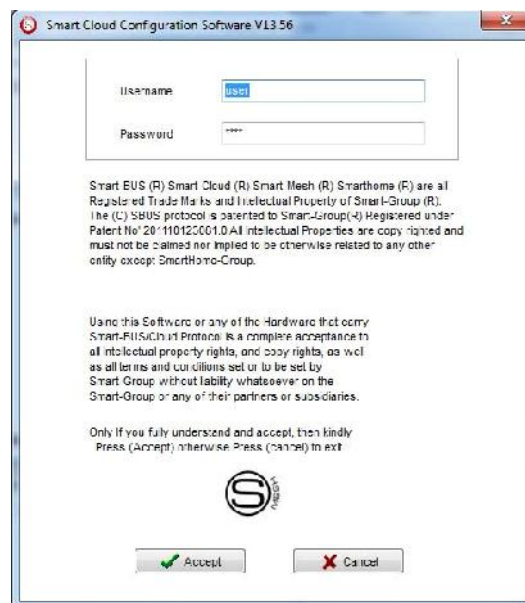 Smart Cloud Configuration Software V13.56
Username
user
Password
****
Smart BUS (R) Smart Cloud (R) Smart Mesh (R) Smarthome (R) are all
Registered Trade Marks and Intellectual Property of Smart-Group (R).
The (C) SBUS protocol is patented to Smart-Group(R) Registered under
Patent No' All Intellectual Properties are copy righted and
must not be claimed nor Implied to be otherwise related to any other
entity except SmartHome-Group.
Using this Software or any of the Hardware that carry
Smart-BUS/Cloud Protocol is a complete acceptance to
all intellectual property rights, and copy rights, as well
as all terms and conditions set or to be set by
Smart Group without liability whatsoever on the
Smart-Group or any of their partners or subsidiaries.
Only If you fully understand and accept, then kindly
Press (Accept) otherwise Press (cancel) to exit
S
Accept
Cancel